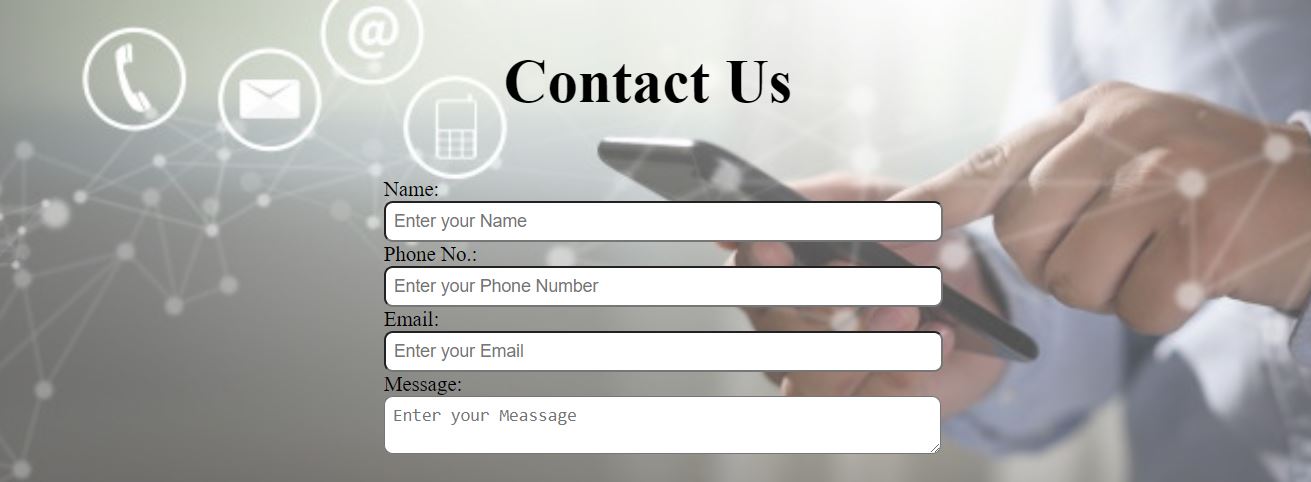 @
Contact Us
Name:
Enter your Name
Phone No.:
Enter your Phone Number
Email:
Enter your Email
Message:
Enter your Meassage